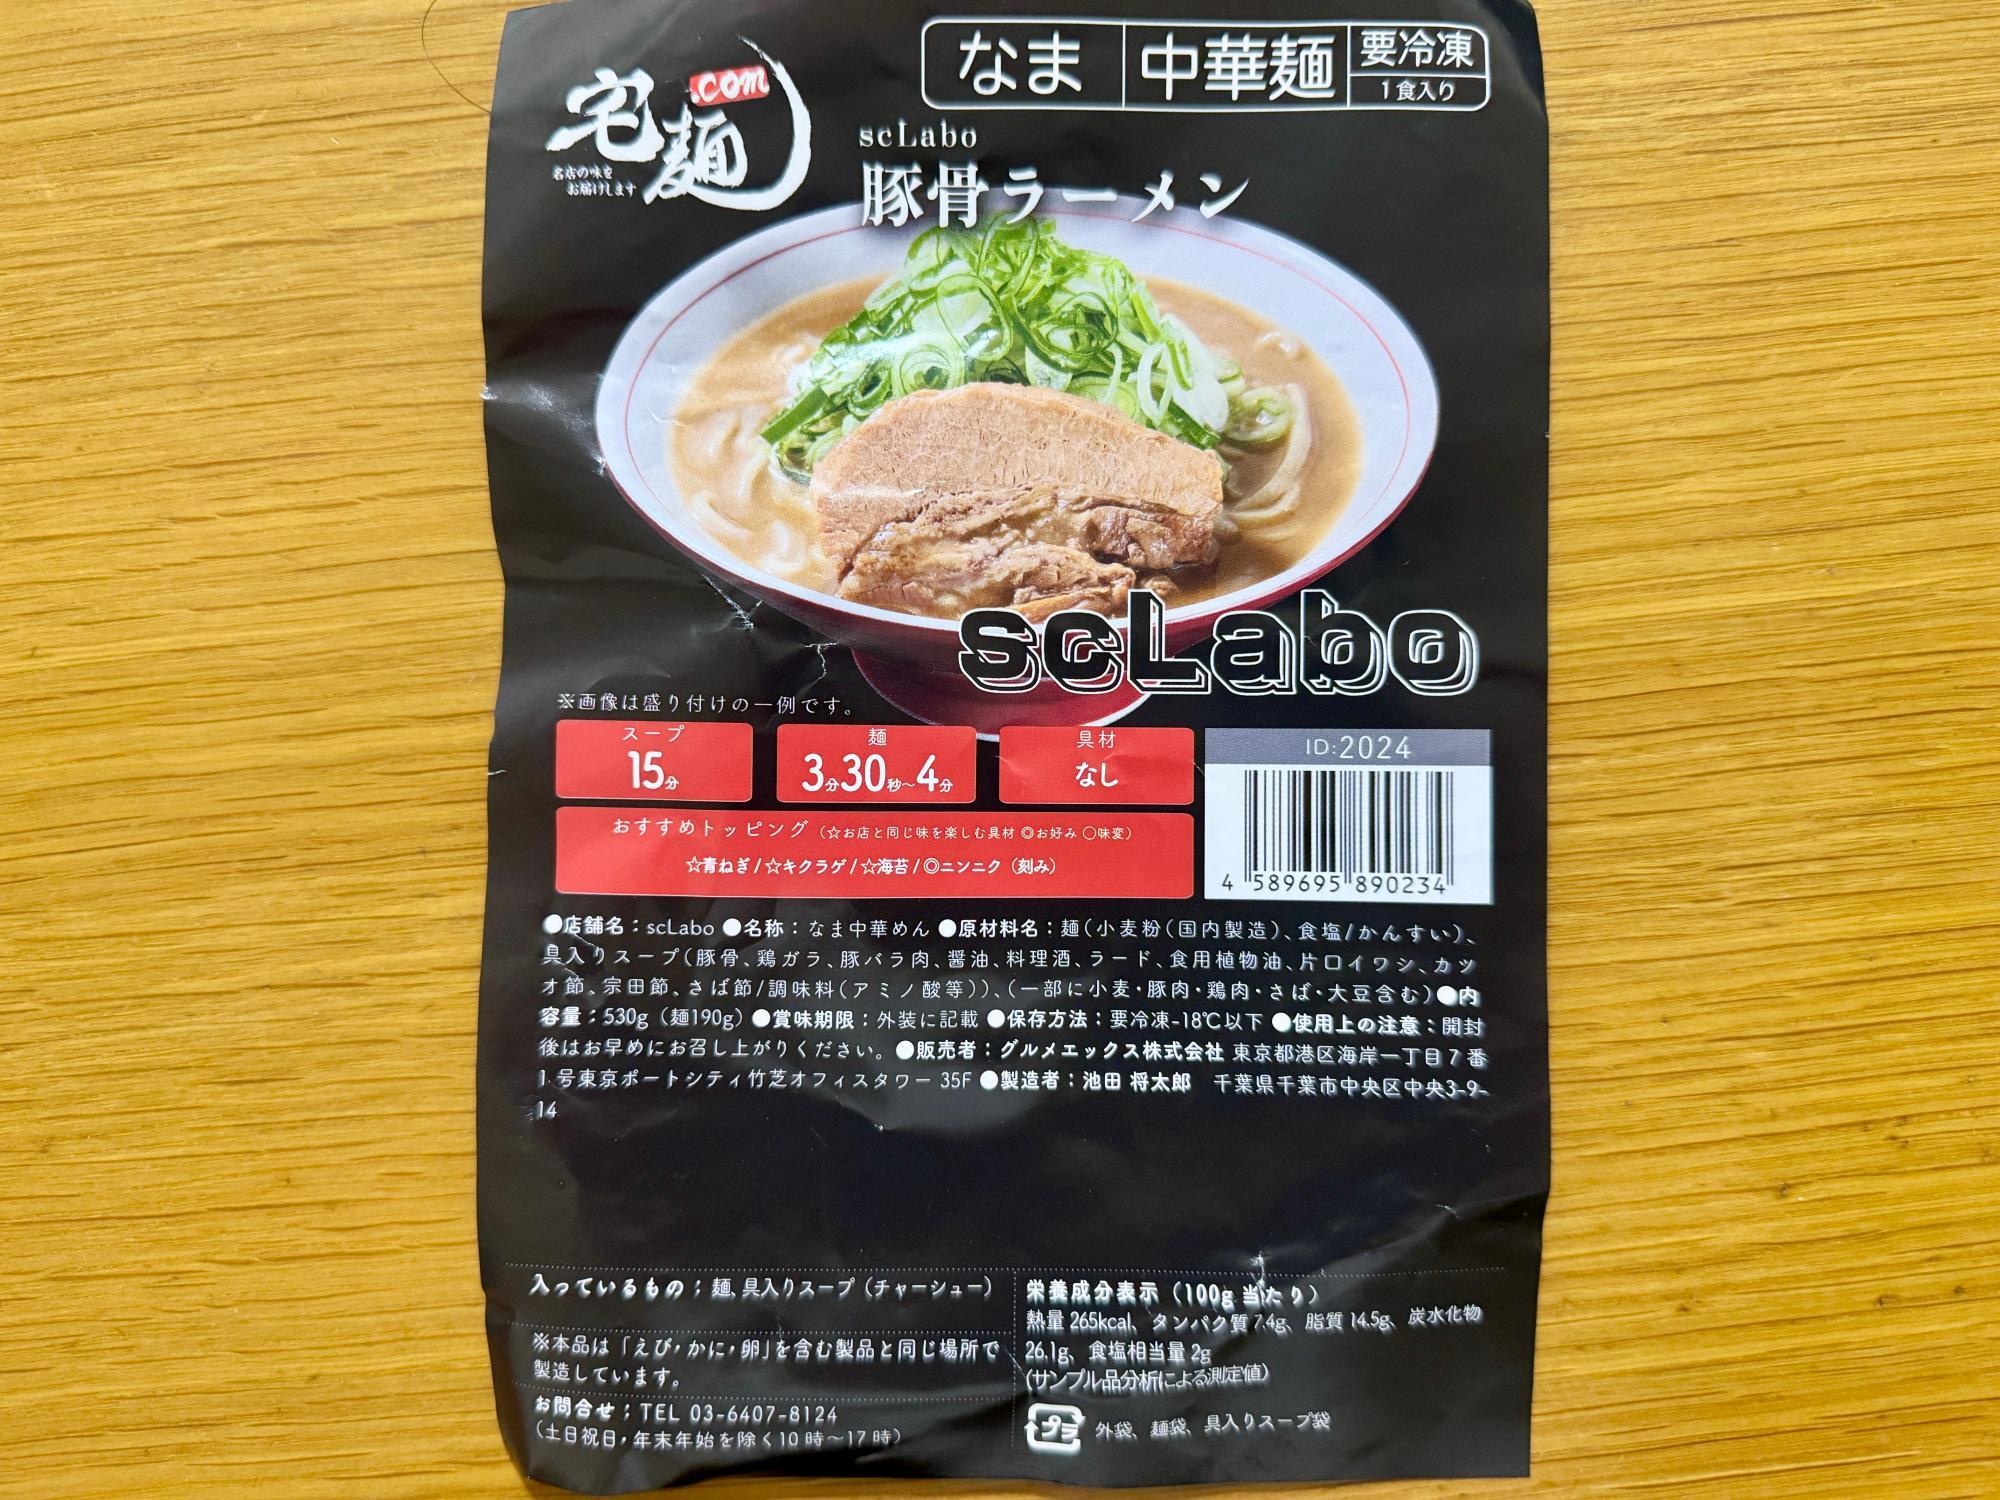 宅麺.com
名店の味を
お届けします
なま 中華麺 要冷凍
1食入り
scLabo
豚骨ラーメン
scLabo
※画像は盛り付けの一例です。
スープ
15分
麺
3分30秒～4分
具材
なし
ID:2024
4 589695 890234
おすすめトッピング（☆お店と同じ味を楽しむ具材 ◎お好み ○味変）
☆青ねぎ/☆キクラゲ/☆海苔/◎ニンニク（刻み）
●店舗名：scLabo ●名称：なま中華めん ●原材料名：麺(小麦粉(国内製造)、食塩/かんすい)、
具入りスープ(豚骨、鶏ガラ、豚バラ肉、醤油、料理酒、ラード、食用植物油、片口イワシ、カツ
オ節、宗田節、さば節/調味料(アミノ酸等))、(一部に小麦・豚肉・鶏肉・さば・大豆含む)●内
容量：530g（麺190g）●賞味期限：外装に記載 ●保存方法：要冷凍-18℃以下 ●使用上の注意：開封
後はお早めにお召し上がりください。●販売者：グルメエックス株式会社 東京都港区海岸一丁目7番
1号東京ポートシティ竹芝オフィスタワー 35F ●製造者：池田 将太郎　千葉県千葉市中央区中央3-9-
14
入っているもの；麺、具入りスープ（チャーシュー）
※本品は「えび・かに・卵」を含む製品と同じ場所で
製造しています。
お問合せ；TEL 03-6407-8124
（土日祝日・年末年始を除く10時～17時）
栄養成分表示（100g当たり）
熱量 265kcal、タンパク質 7.4g、脂質 14.5g、炭水化物
26.1g、食塩相当量 2g
(サンプル品分析による測定値)
プラ 外袋、麺袋、具入りスープ袋